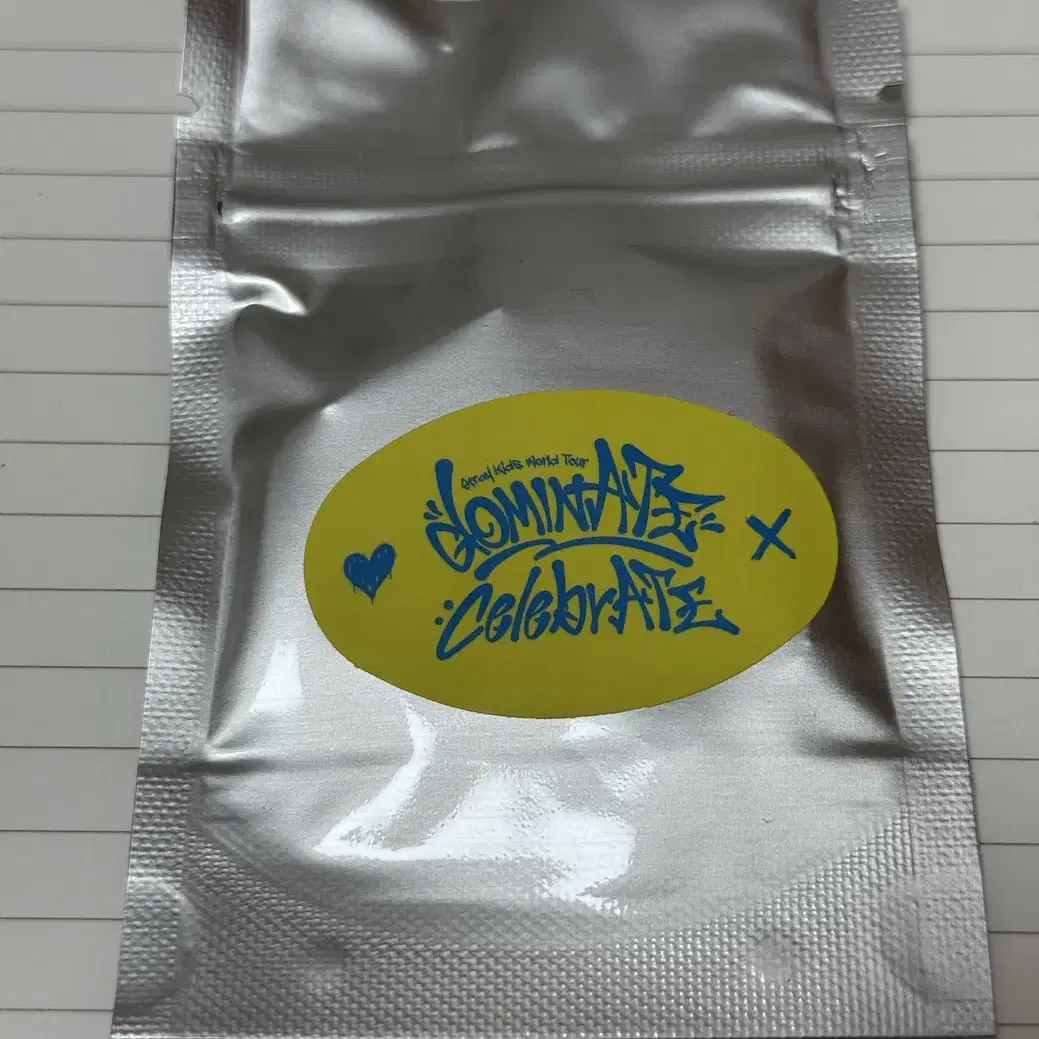 Stray Kids World Tour
dominATE
celebrATE